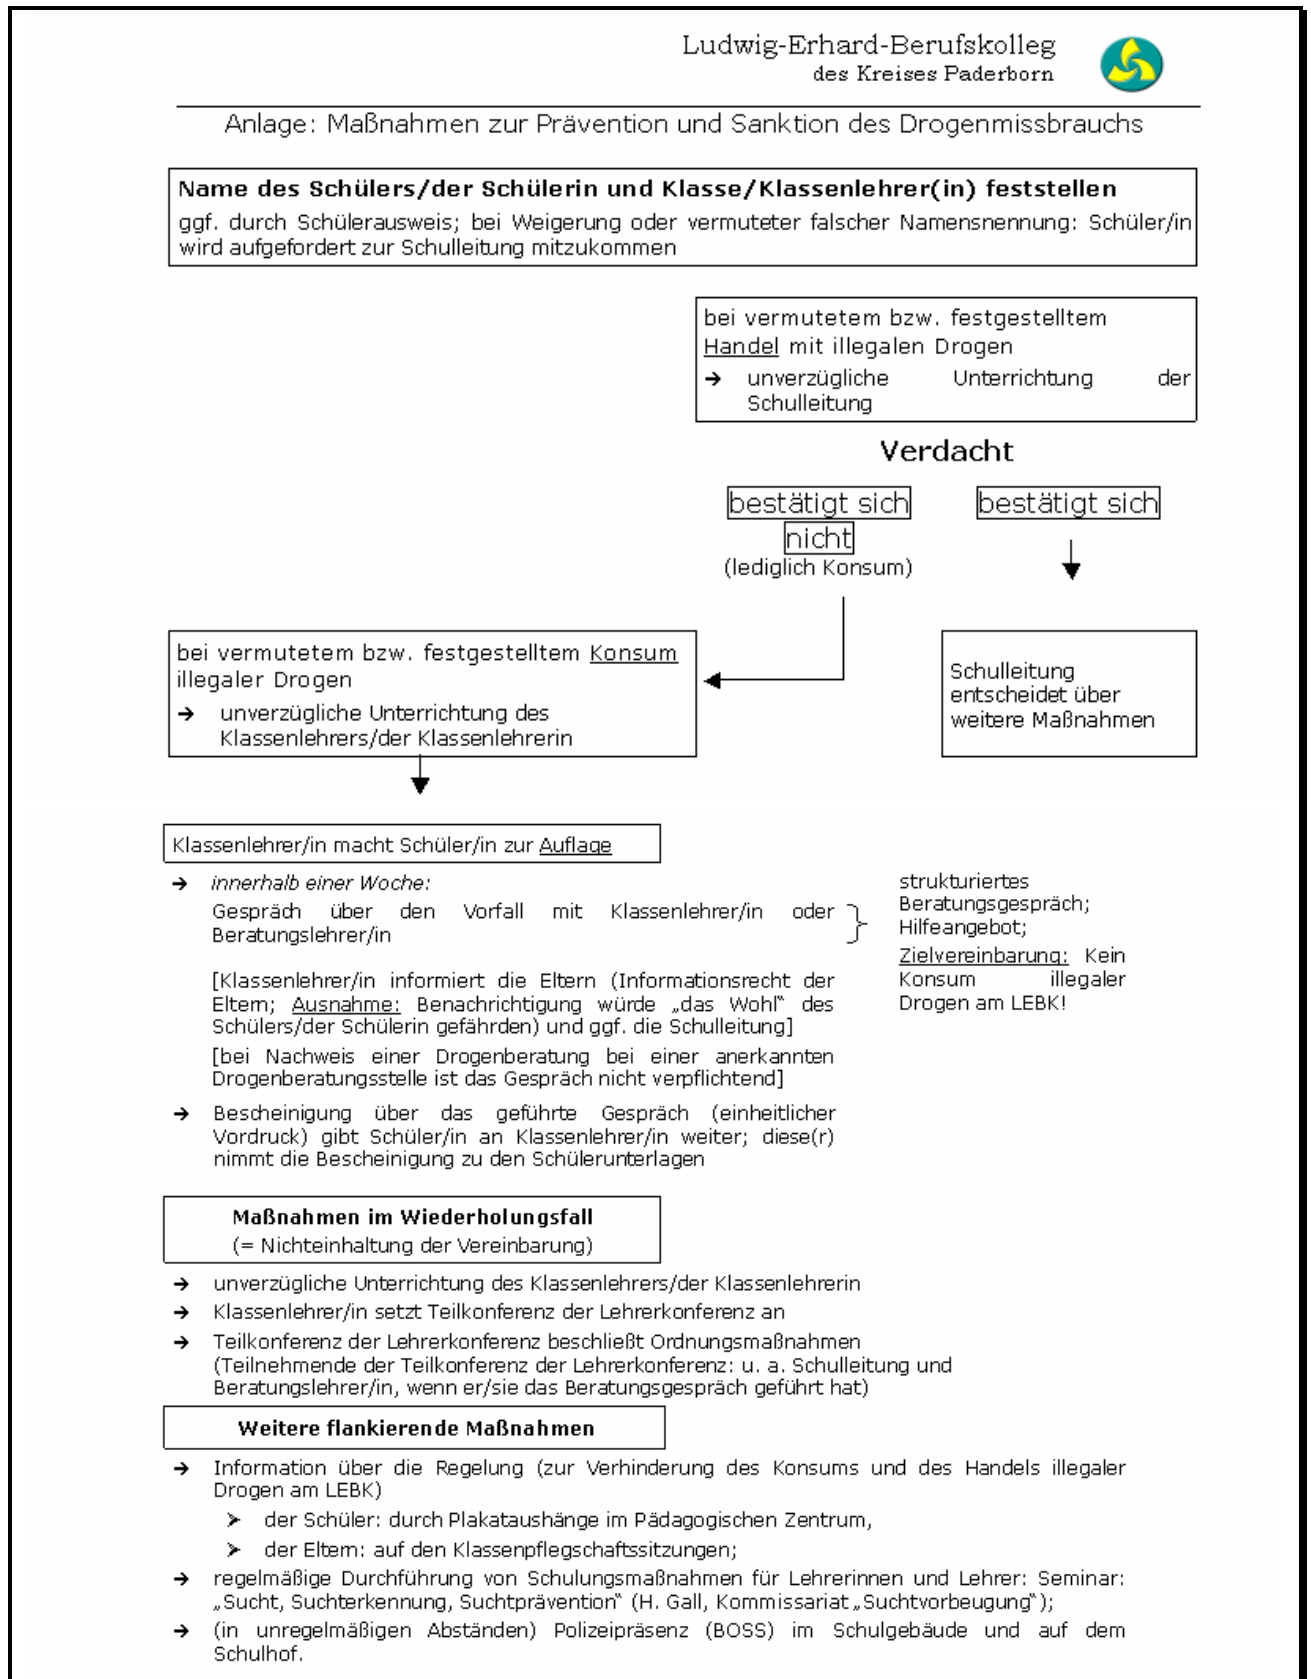 Ludwig-Erhard-Berufskolleg
des Kreises Paderborn
Anlage: Maßnahmen zur Prävention und Sanktion des Drogenmissbrauchs
Name des Schülers/der Schülerin und Klasse/Klassenlehrer(in) feststellen
ggf. durch Schülerausweis; bei Weigerung oder vermuteter falscher Namensnennung: Schüler/in
wird aufgefordert zur Schulleitung mitzukommen
bei vermutetem bzw. festgestelltem
Handel mit illegalen Drogen
➔ unverzügliche Unterrichtung der
Schulleitung
Verdacht
bestätigt sich
nicht
(lediglich Konsum)
bestätigt sich
bei vermutetem bzw. festgestelltem Konsum
illegaler Drogen
➔ unverzügliche Unterrichtung des
Klassenlehrers/der Klassenlehrerin
Schulleitung
entscheidet über
weitere Maßnahmen
Klassenlehrer/in macht Schüler/in zur Auflage
➔ innerhalb einer Woche:
Gespräch über den Vorfall mit Klassenlehrer/in oder
Beratungslehrer/in
strukturiertes
Beratungsgespräch;
Hilfeangebot;
Zielvereinbarung: Kein
Konsum illegaler
Drogen am LEBK!
[Klassenlehrer/in informiert die Eltern (Informationsrecht der
Eltern; Ausnahme: Benachrichtigung würde „das Wohl“ des
Schülers/der Schülerin gefährden) und ggf. die Schulleitung]
[bei Nachweis einer Drogenberatung bei einer anerkannten
Drogenberatungsstelle ist das Gespräch nicht verpflichtend]
➔ Bescheinigung über das geführte Gespräch (einheitlicher
Vordruck) gibt Schüler/in an Klassenlehrer/in weiter; diese(r)
nimmt die Bescheinigung zu den Schülerunterlagen
Maßnahmen im Wiederholungsfall
(= Nichteinhaltung der Vereinbarung)
➔ unverzügliche Unterrichtung des Klassenlehrers/der Klassenlehrerin
➔ Klassenlehrer/in setzt Teilkonferenz der Lehrerkonferenz an
➔ Teilkonferenz der Lehrerkonferenz beschließt Ordnungsmaßnahmen
(Teilnehmende der Teilkonferenz der Lehrerkonferenz: u. a. Schulleitung und
Beratungslehrer/in, wenn er/sie das Beratungsgespräch geführt hat)
Weitere flankierende Maßnahmen
➔ Information über die Regelung (zur Verhinderung des Konsums und des Handels illegaler
Drogen am LEBK)
➢ der Schüler: durch Plakataushänge im Pädagogischen Zentrum,
➢ der Eltern: auf den Klassenpflegschaftssitzungen;
➔ regelmäßige Durchführung von Schulungsmaßnahmen für Lehrerinnen und Lehrer: Seminar:
„Sucht, Suchterkennung, Suchtprävention“ (H. Gall, Kommissariat „Suchtvorbeugung“);
➔ (in unregelmäßigen Abständen) Polizeipräsenz (BOSS) im Schulgebäude und auf dem
Schulhof.